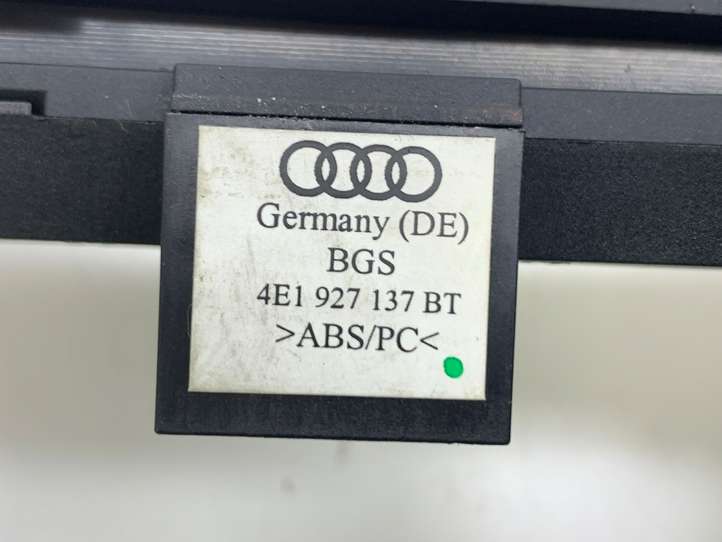 Germany (DE)
BGS
4E1 927 137 BT
>ABS/PC<